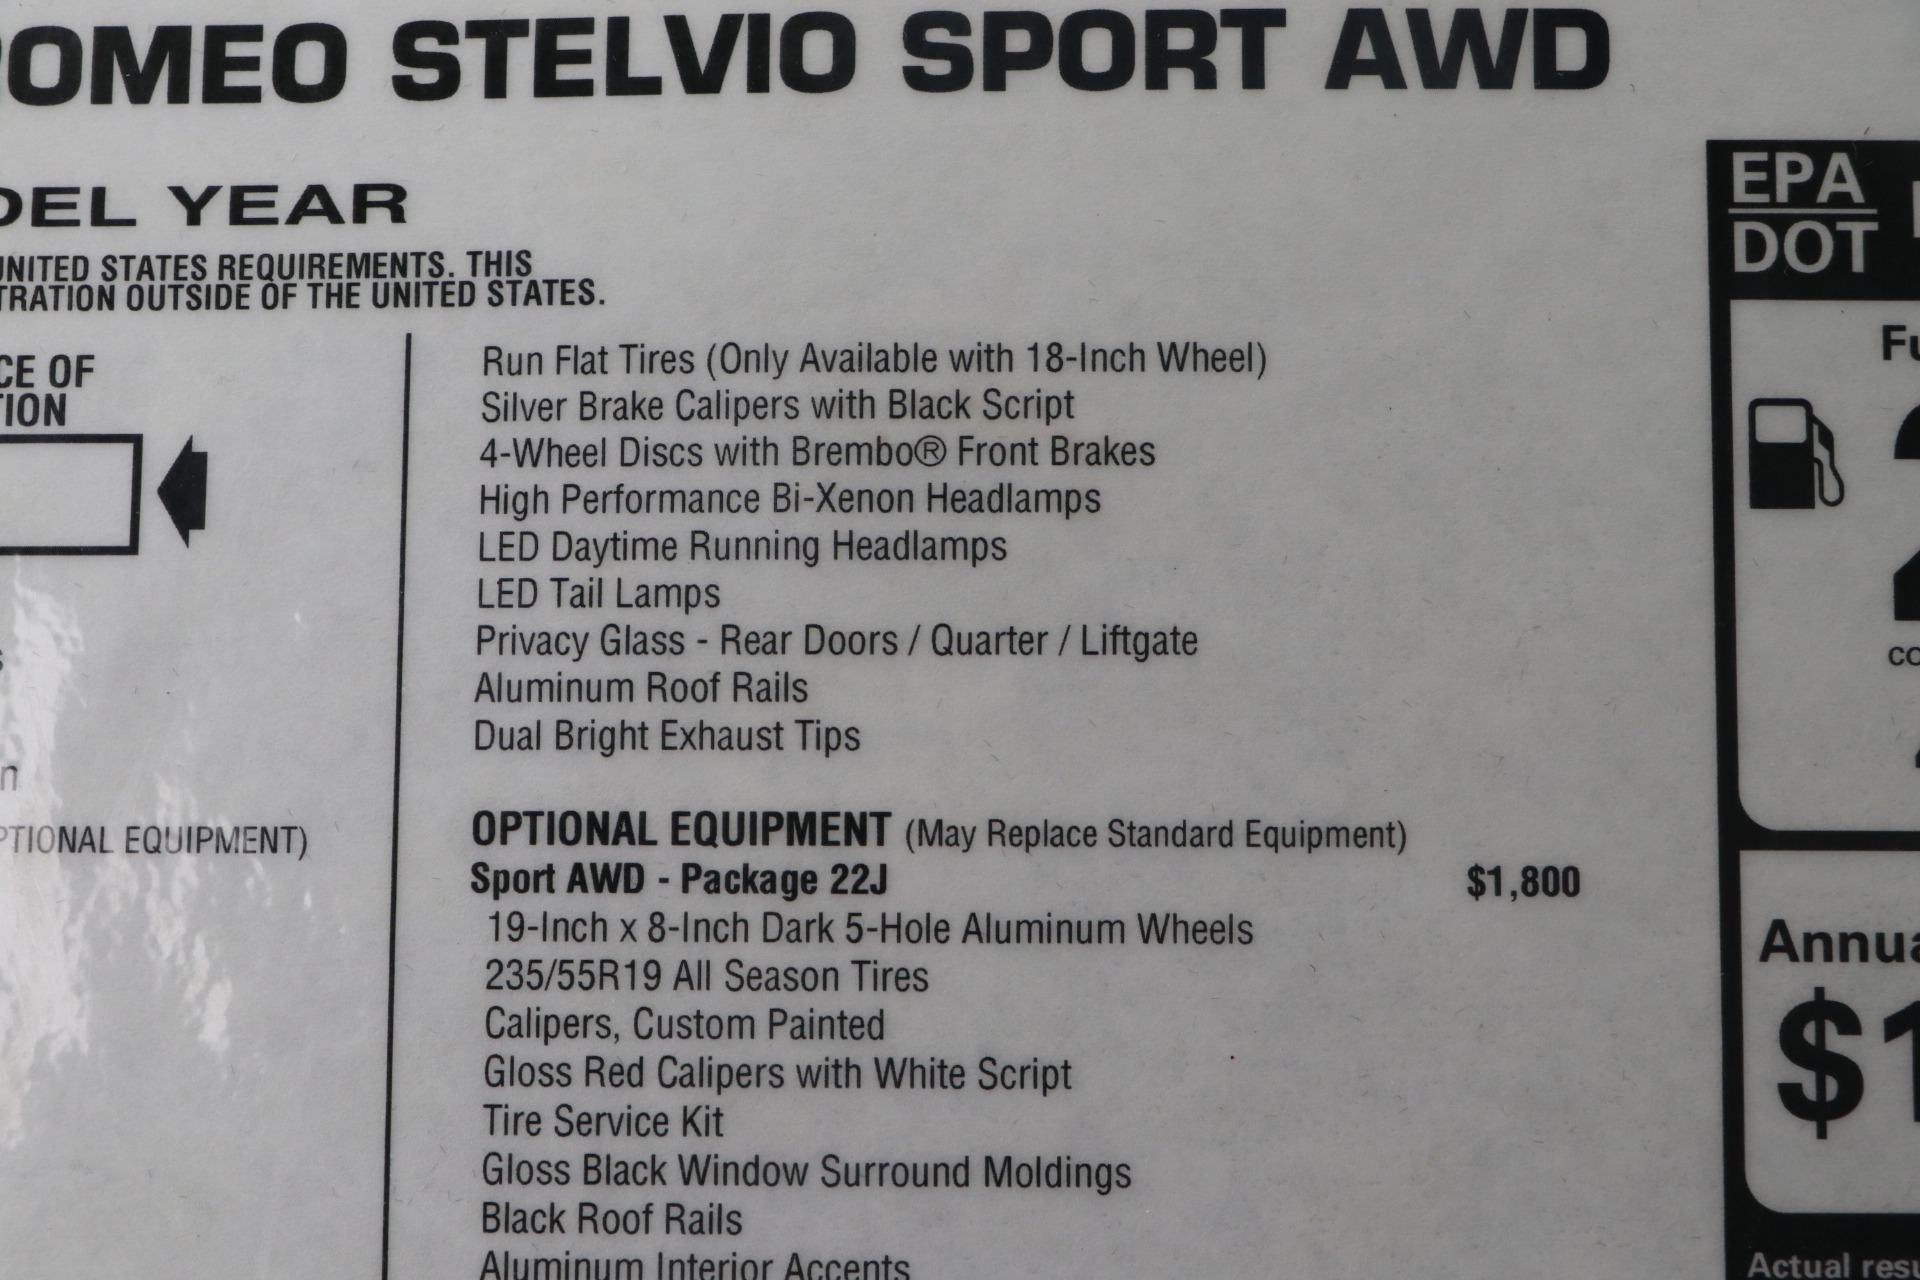 ROMEO STELVIO SPORT AWD
DEL YEAR
UNITED STATES REQUIREMENTS. THIS
TRATION OUTSIDE OF THE UNITED STATES.
CE OF
TION
PTIONAL EQUIPMENT)
Run Flat Tires (Only Available with 18-Inch Wheel)
Silver Brake Calipers with Black Script
4-Wheel Discs with Brembo® Front Brakes
High Performance Bi-Xenon Headlamps
LED Daytime Running Headlamps
LED Tail Lamps
Privacy Glass - Rear Doors / Quarter / Liftgate
Aluminum Roof Rails
Dual Bright Exhaust Tips
OPTIONAL EQUIPMENT (May Replace Standard Equipment)
Sport AWD - Package 22J $1,800
19-Inch x 8-Inch Dark 5-Hole Aluminum Wheels
235/55R19 All Season Tires
Calipers, Custom Painted
Gloss Red Calipers with White Script
Tire Service Kit
Gloss Black Window Surround Moldings
Black Roof Rails
Aluminum Interior Accents
EPA
DOT
Fu
co
Annua
$1
Actual resu